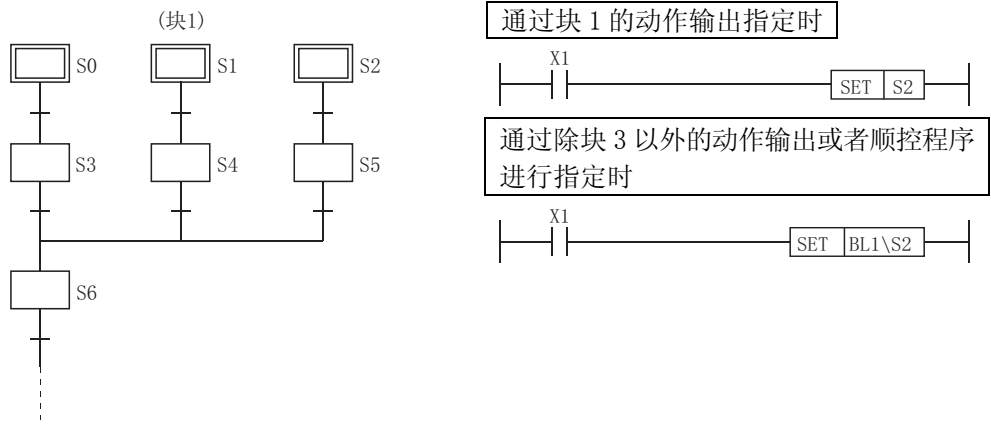 (块1)
S0
S1
S2
S3
S4
S5
S6
通过块 1 的动作输出指定时
X1
SET S2
通过除块 3 以外的动作输出或者顺控程序
进行指定时
X1
SET BL1\S2